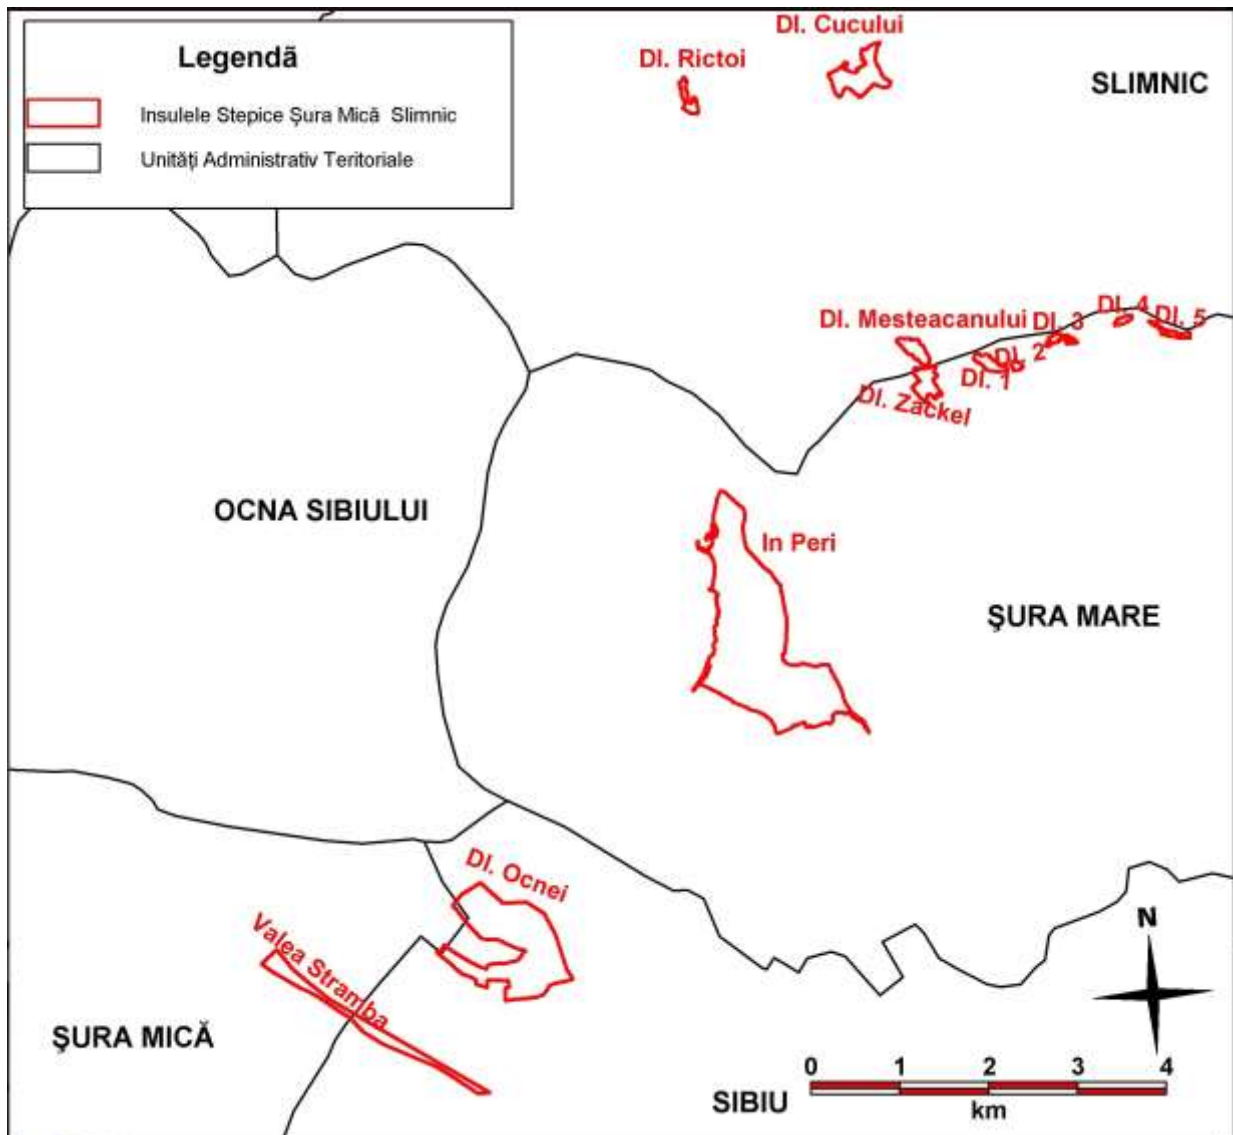 Legendă
Insulele Stepice Şura Mică Slimnic
Unităţi Administrativ Teritoriale
Dl. Cucului
Dl. Rictoi
SLIMNIC
Dl. 4
Dl. 5
Dl. 3
Dl. Mesteacanului
Dl. 2
Dl. 1
Dl. Zackel
OCNA SIBIULUI
In Peri
ŞURA MARE
Dl. Ocnei
Valea Stramba
N
ŞURA MICĂ
0 1 2 3 4
km
SIBIU